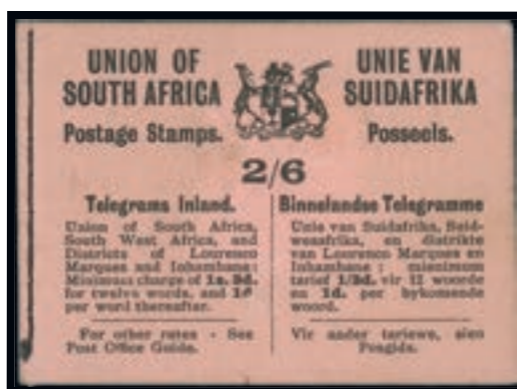 UNION OF
SOUTH AFRICA
Postage Stamps.
UNIE VAN
SUIDAFRIKA
Posseëls.
2/6
Telegrams Inland.
Union of South Africa,
South West Africa, and
Districts of Lourenco
Marques and Inhambane:
Minimum charge of 1s. 3d.
for twelve words, and 1d
per word thereafter.
For other rates - See
Post Office Guide.
Binnelandse Telegramme
Unie van Suidafrika, Suid-
wesafrika, en distrikte
van Lourenco Marques en
Inhambane: minimum
tarief 1/3d. vir 12 woorde
en 1d. per bykomende
woord.
Vir ander tariewe, sien
Posgids.